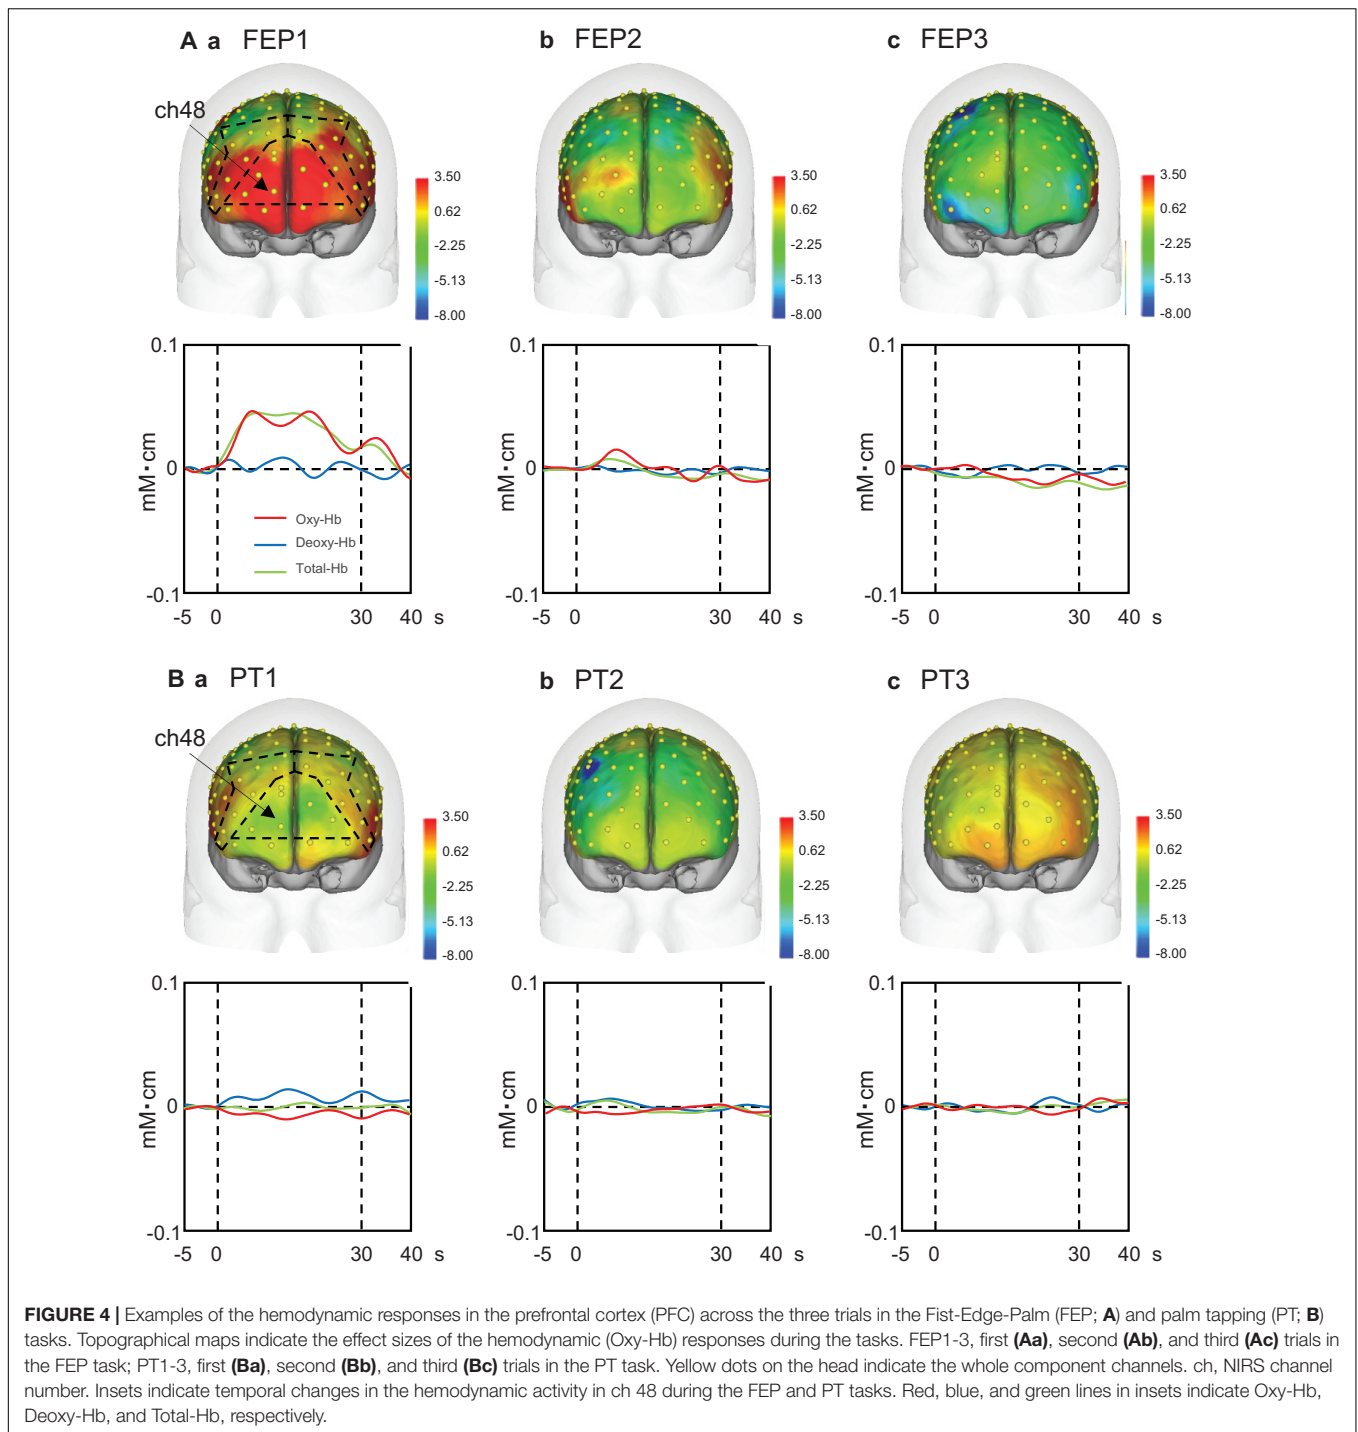 A a FEP1
b FEP2
c FEP3
ch48
3.50
0.62
-2.25
-5.13
-8.00
3.50
0.62
-2.25
-5.13
-8.00
3.50
0.62
-2.25
-5.13
-8.00
0.1
0
-0.1
mM·cm
Oxy-Hb
Deoxy-Hb
Total-Hb
-5 0 30 40 s
0.1
0
-0.1
mM·cm
-5 0 30 40 s
0.1
0
-0.1
mM·cm
-5 0 30 40 s
B a PT1
b PT2
c PT3
ch48
3.50
0.62
-2.25
-5.13
-8.00
3.50
0.62
-2.25
-5.13
-8.00
3.50
0.62
-2.25
-5.13
-8.00
0.1
0
-0.1
mM·cm
-5 0 30 40 s
0.1
0
-0.1
mM·cm
-5 0 30 40 s
0.1
0
-0.1
mM·cm
-5 0 30 40 s
FIGURE 4 | Examples of the hemodynamic responses in the prefrontal cortex (PFC) across the three trials in the Fist-Edge-Palm (FEP; A) and palm tapping (PT; B)
tasks. Topographical maps indicate the effect sizes of the hemodynamic (Oxy-Hb) responses during the tasks. FEP1-3, first (Aa), second (Ab), and third (Ac) trials in
the FEP task; PT1-3, first (Ba), second (Bb), and third (Bc) trials in the PT task. Yellow dots on the head indicate the whole component channels. ch, NIRS channel
number. Insets indicate temporal changes in the hemodynamic activity in ch 48 during the FEP and PT tasks. Red, blue, and green lines in insets indicate Oxy-Hb,
Deoxy-Hb, and Total-Hb, respectively.